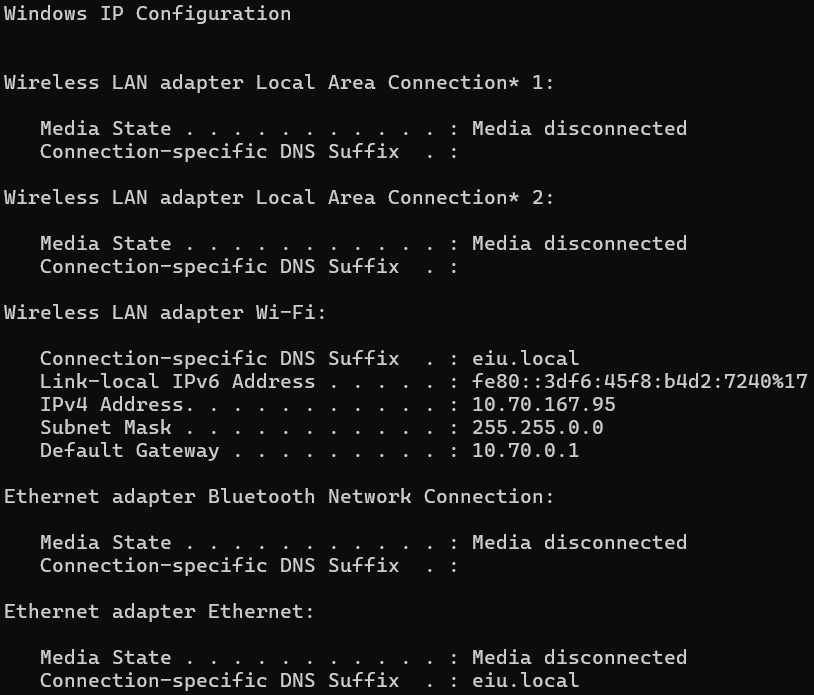 Windows IP Configuration
Wireless LAN adapter Local Area Connection* 1:
Media State . . . . . . . . . . . : Media disconnected
Connection-specific DNS Suffix  . :
Wireless LAN adapter Local Area Connection* 2:
Media State . . . . . . . . . . . : Media disconnected
Connection-specific DNS Suffix  . :
Wireless LAN adapter Wi-Fi:
Connection-specific DNS Suffix  . : eiu.local
Link-local IPv6 Address . . . . . : fe80::3df6:45f8:b4d2:7240%17
IPv4 Address. . . . . . . . . . . : 10.70.167.95
Subnet Mask . . . . . . . . . . . : 255.255.0.0
Default Gateway . . . . . . . . . : 10.70.0.1
Ethernet adapter Bluetooth Network Connection:
Media State . . . . . . . . . . . : Media disconnected
Connection-specific DNS Suffix  . :
Ethernet adapter Ethernet:
Media State . . . . . . . . . . . : Media disconnected
Connection-specific DNS Suffix  . : eiu.local